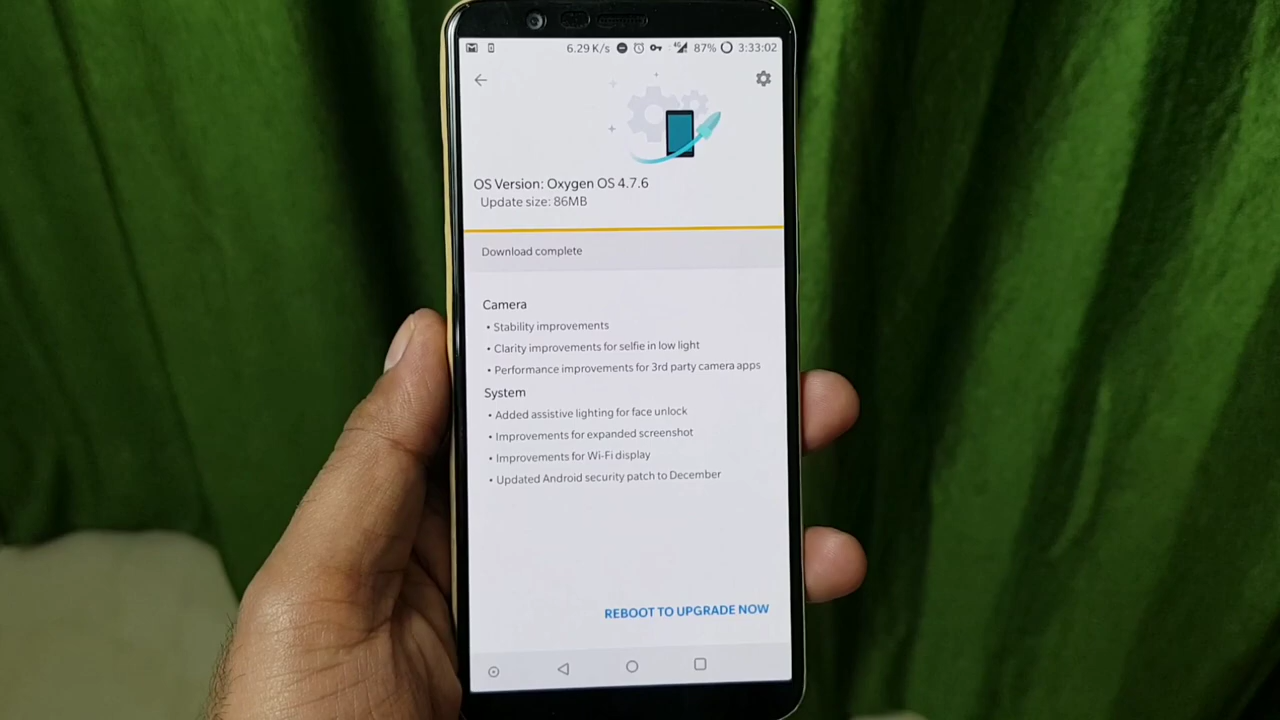 6.29 K/s 4G 87% 3:33:02
OS Version: Oxygen OS 4.7.6
Update size: 86MB
Download complete
Camera
• Stability improvements
• Clarity improvements for selfie in low light
• Performance improvements for 3rd party camera apps
System
• Added assistive lighting for face unlock
• Improvements for expanded screenshot
• Improvements for Wi-Fi display
• Updated Android security patch to December
REBOOT TO UPGRADE NOW